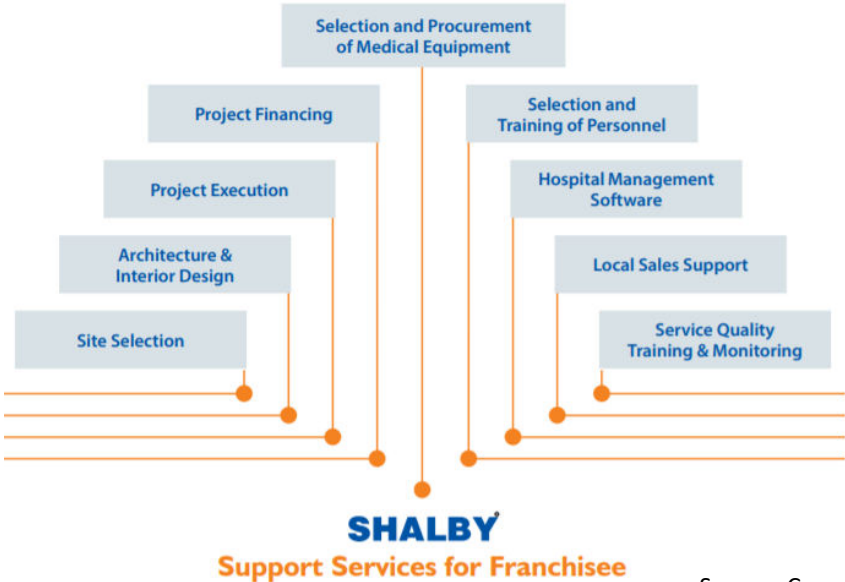 Selection and Procurement
of Medical Equipment
Project Financing
Selection and
Training of Personnel
Project Execution
Hospital Management
Software
Architecture &
Interior Design
Local Sales Support
Site Selection
Service Quality
Training & Monitoring
SHALBY
Support Services for Franchisee